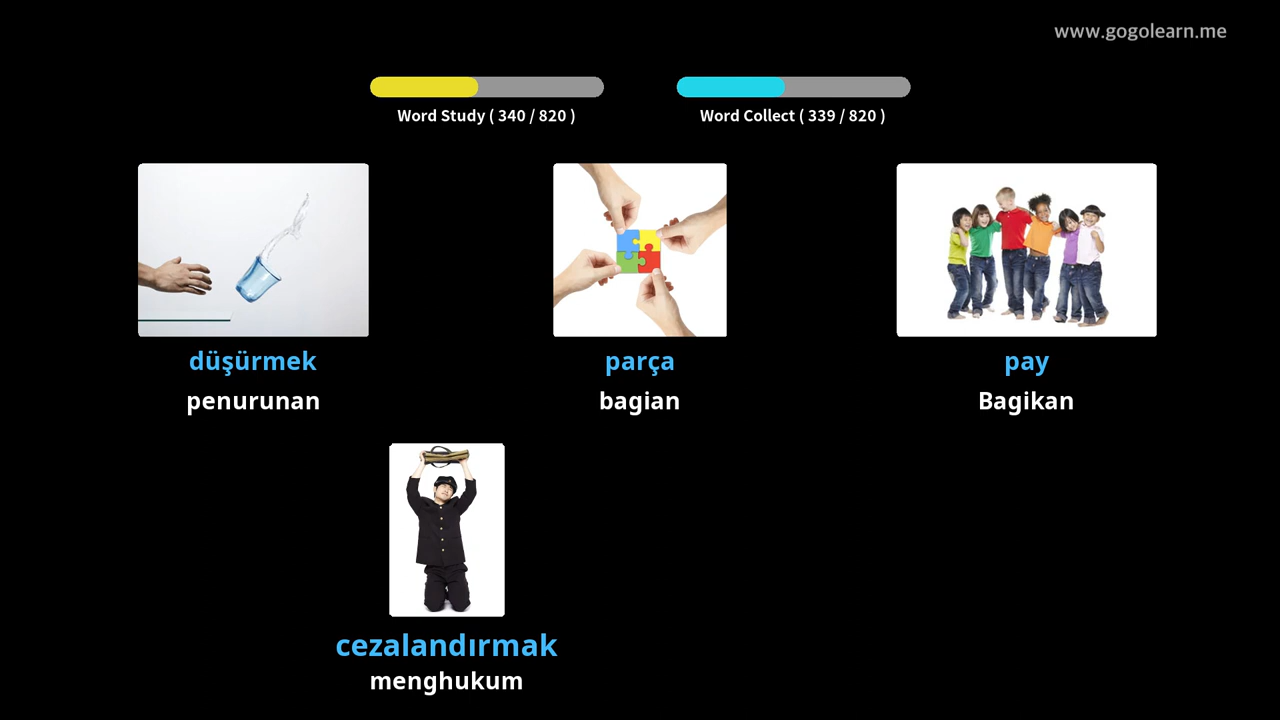 www.gogolearn.me
Word Study ( 340 / 820 )
Word Collect ( 339 / 820 )
düşürmek
penurunan
parça
bagian
pay
Bagikan
cezalandırmak
menghukum